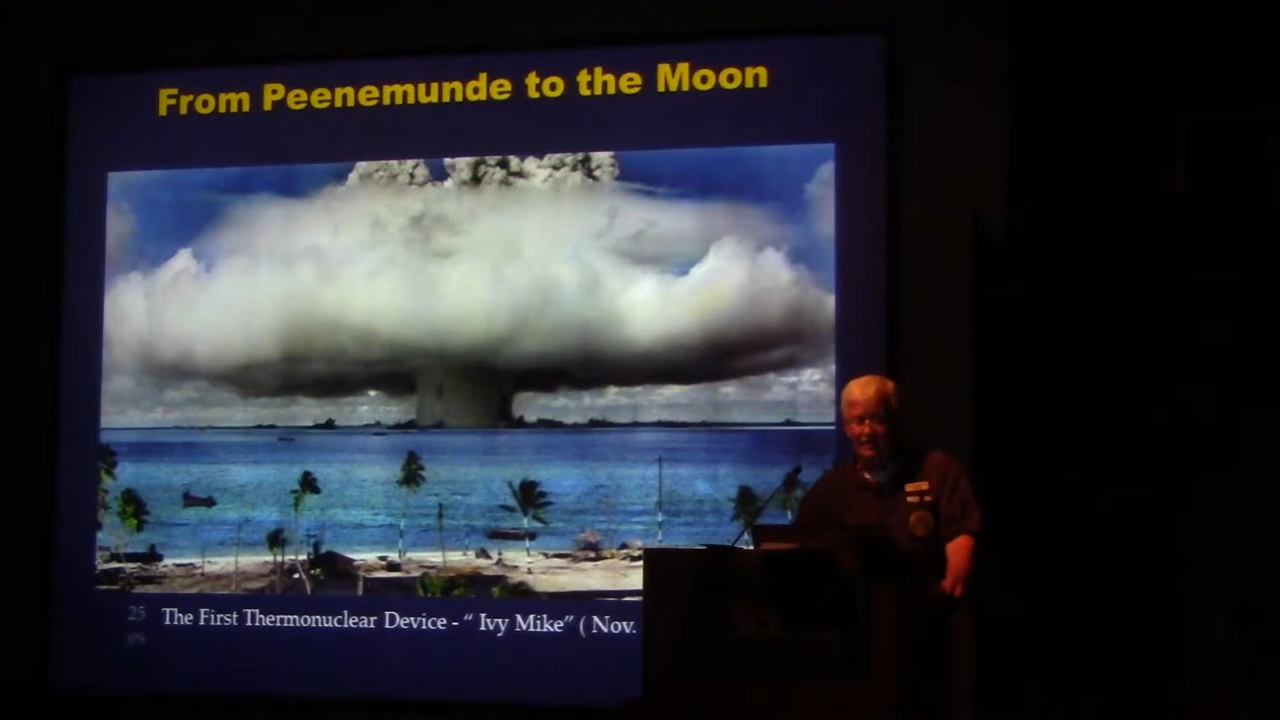 From Peenemunde to the Moon
25 The First Thermonuclear Device - “ Ivy Mike” ( Nov.